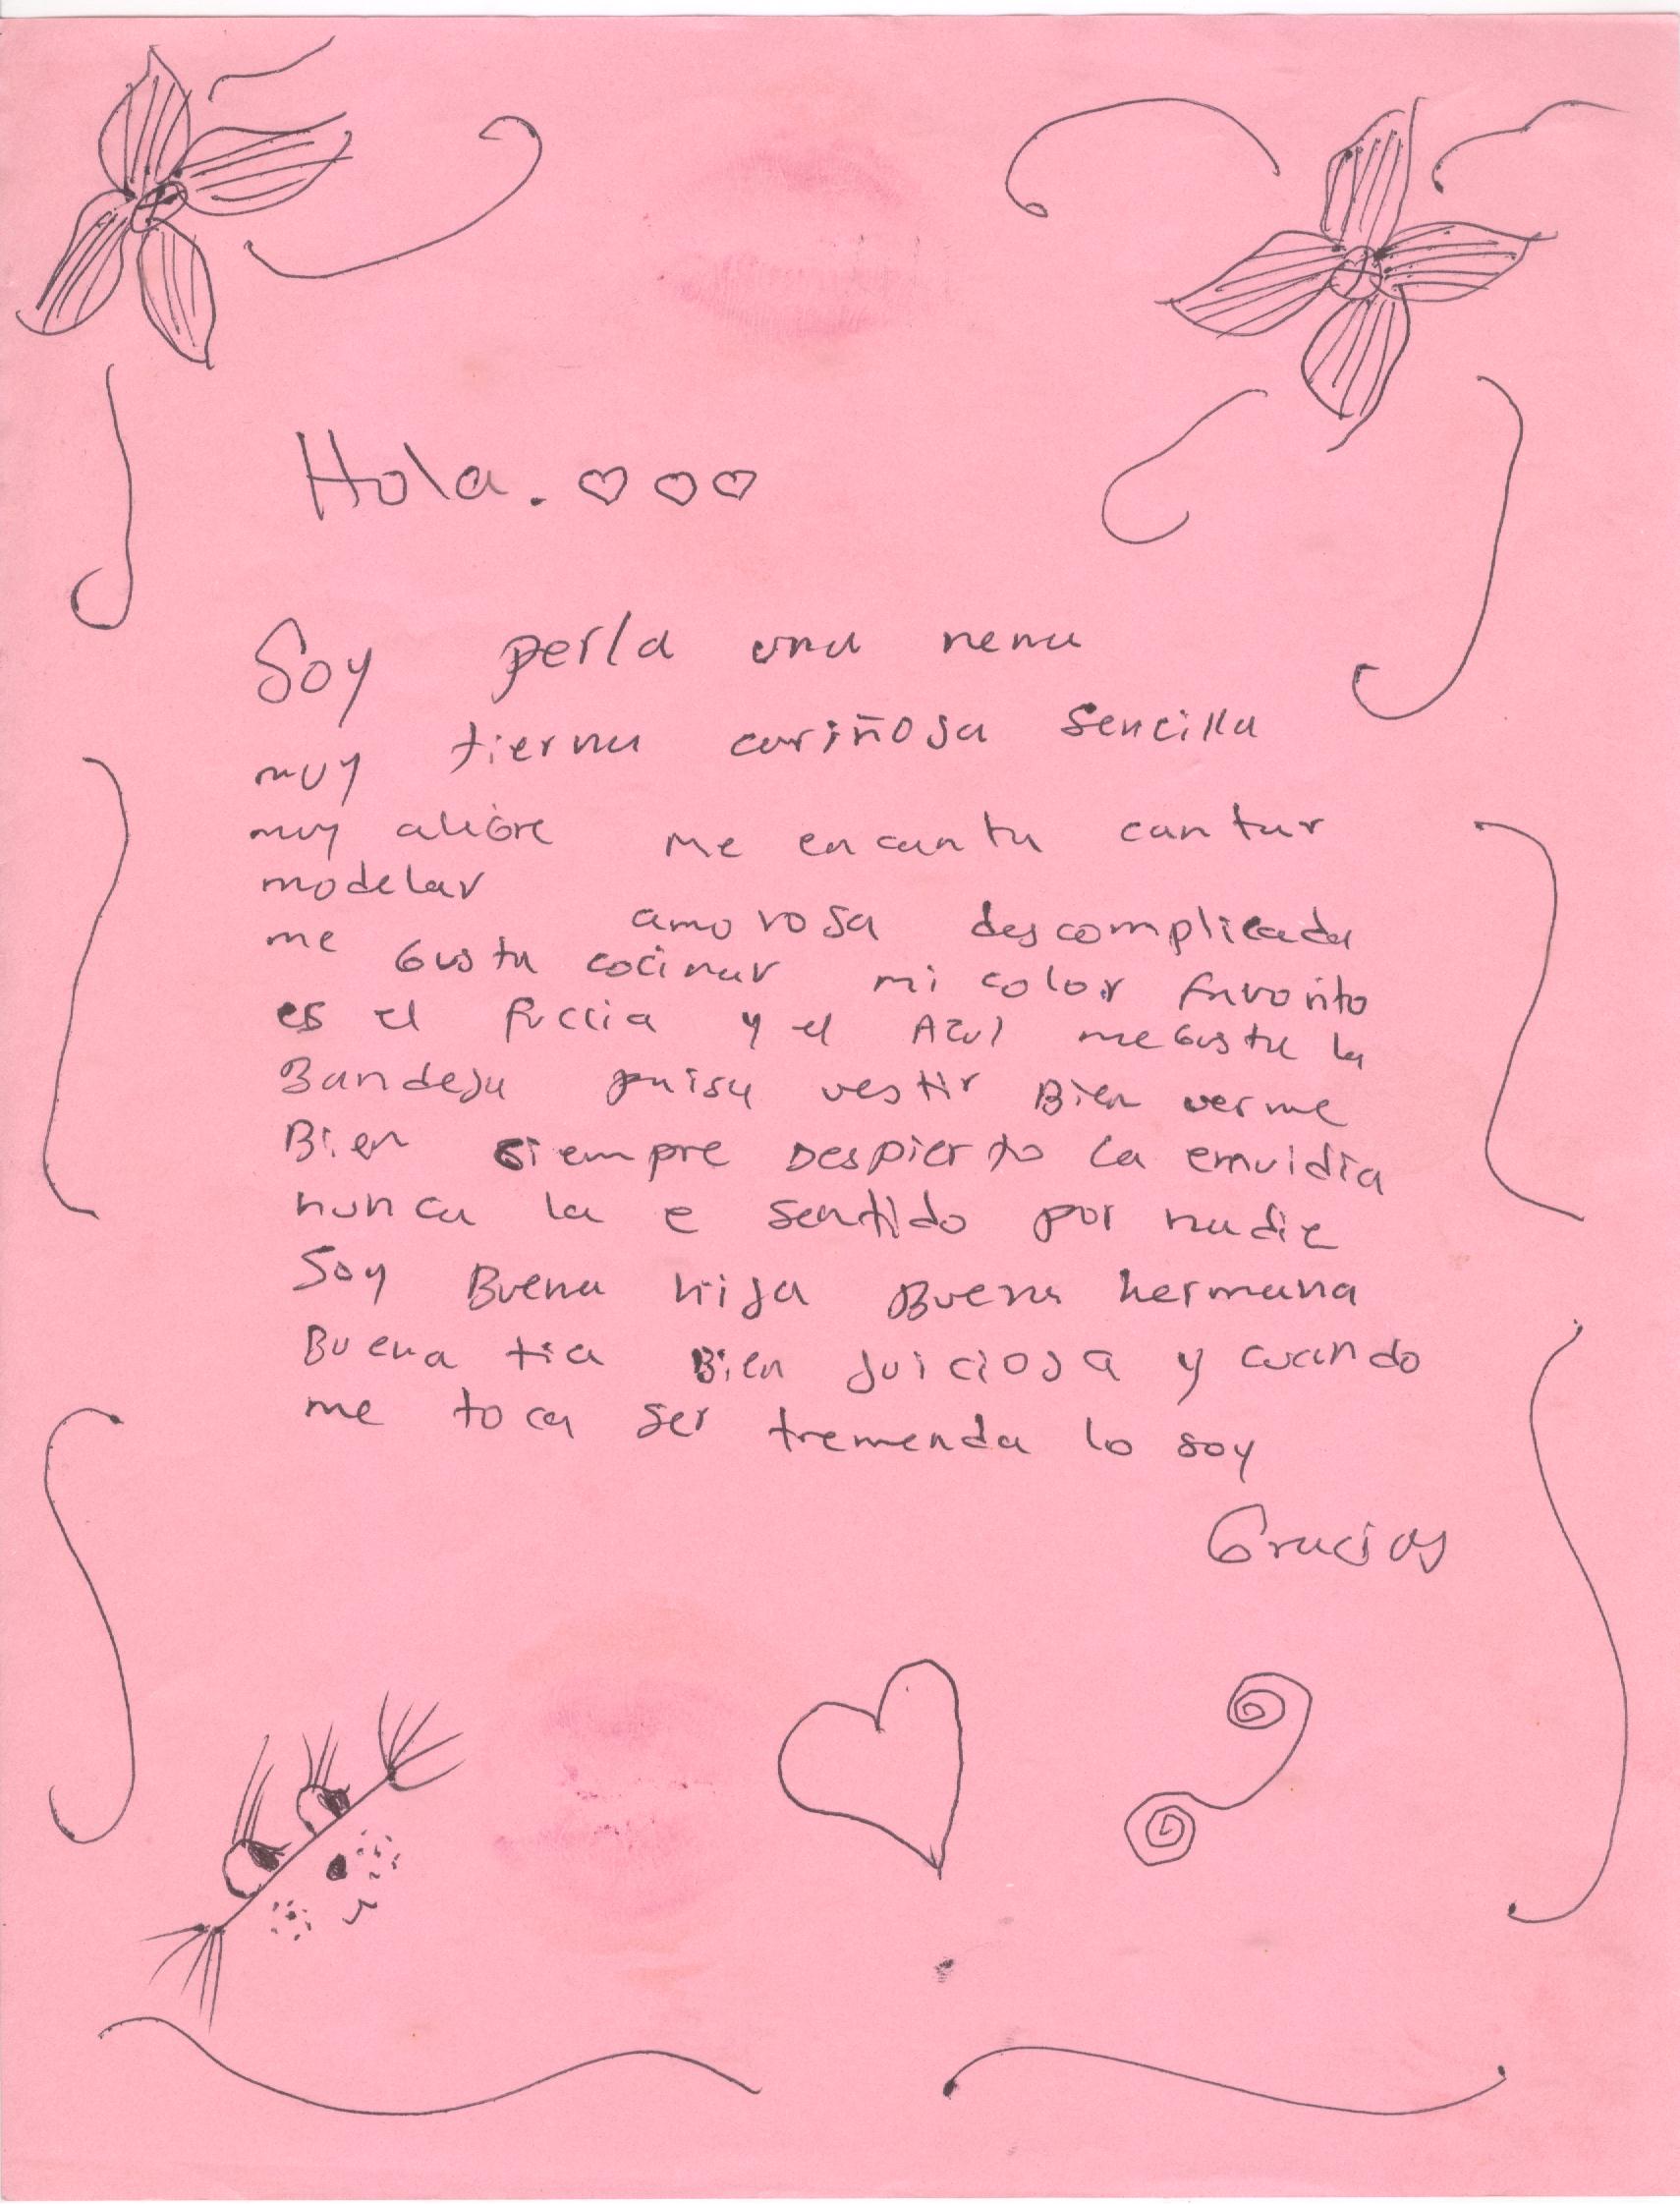 Hola.
Soy perla una nena
muy tierna cariñosa sencilla
muy alegre me encanta cantar
modelar
amorosa descomplicada
me Gusta cocinar mi color favorito
es el fuccia y el Azul me Gusta la
Bandeja paisa vestir Bien verme
Bien siempre Despierto la emvidia
nunca la e sentido por nadie
Soy Buena hija Buena hermana
Buena tia Bien juiciosa y cuando
me toca ser tremenda lo soy
Gracias